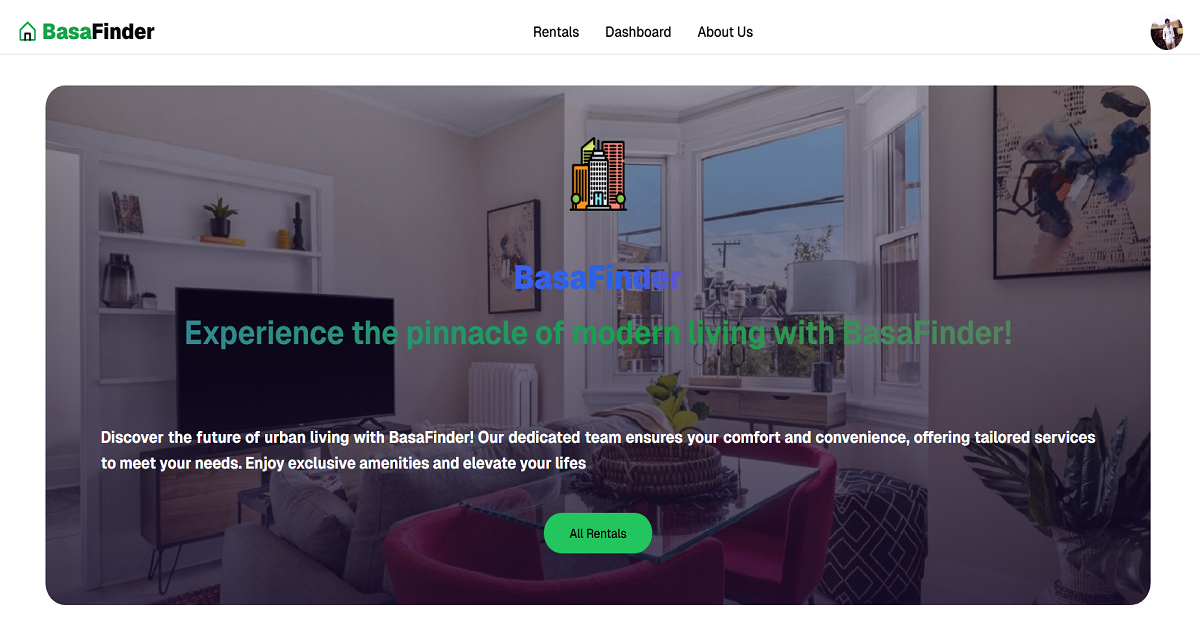 BasaFinder
Rentals
Dashboard
About Us
H
BasaFinder
Experience the pinnacle of modern living with BasaFinder!
Discover the future of urban living with BasaFinder! Our dedicated team ensures your comfort and convenience, offering tailored services
to meet your needs. Enjoy exclusive amenities and elevate your lifes
All Rentals